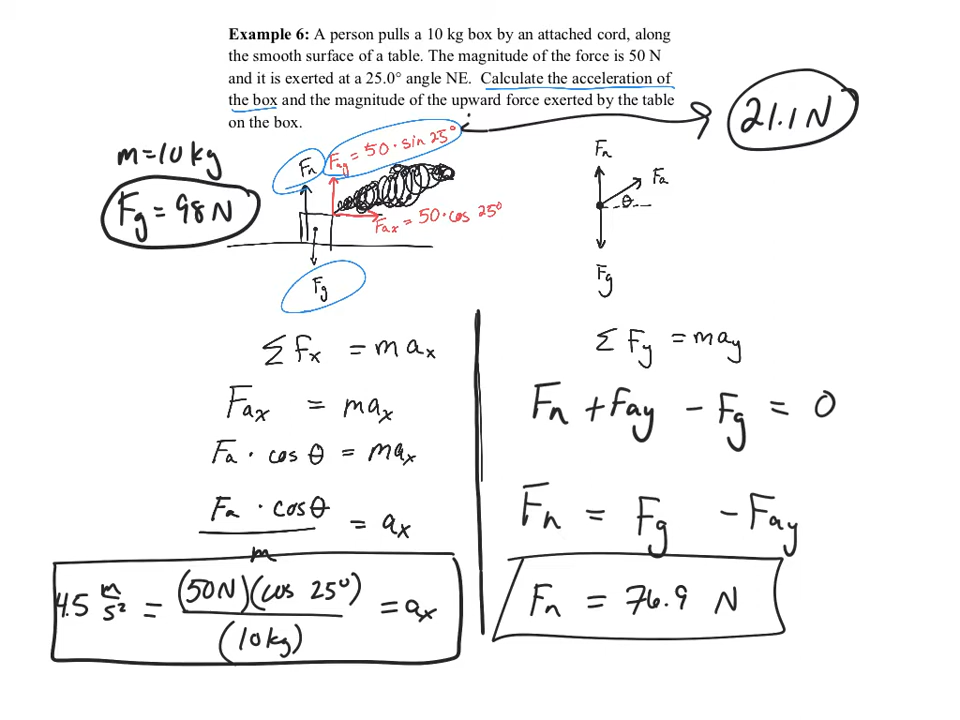 Example 6: A person pulls a 10 kg box by an attached cord, along
the smooth surface of a table. The magnitude of the force is 50 N
and it is exerted at a 25.0° angle NE. Calculate the acceleration of
the box and the magnitude of the upward force exerted by the table
on the box.
21.1 N
m=10 kg
Fg = 98 N
Fn
Fay = 50 · sin 25°
Fax = 50 · cos 25°
Fg
Fn
Fa
θ
Fg
Σ Fx = m ax
Fax = max
Fa · cos θ = max
Fa · cosθ / m = ax
4.5 m/s² = (50N)(cos 25°) / (10kg) = ax
Σ Fy = may
Fn + Fay - Fg = 0
Fn = Fg - Fay
Fn = 76.9 N